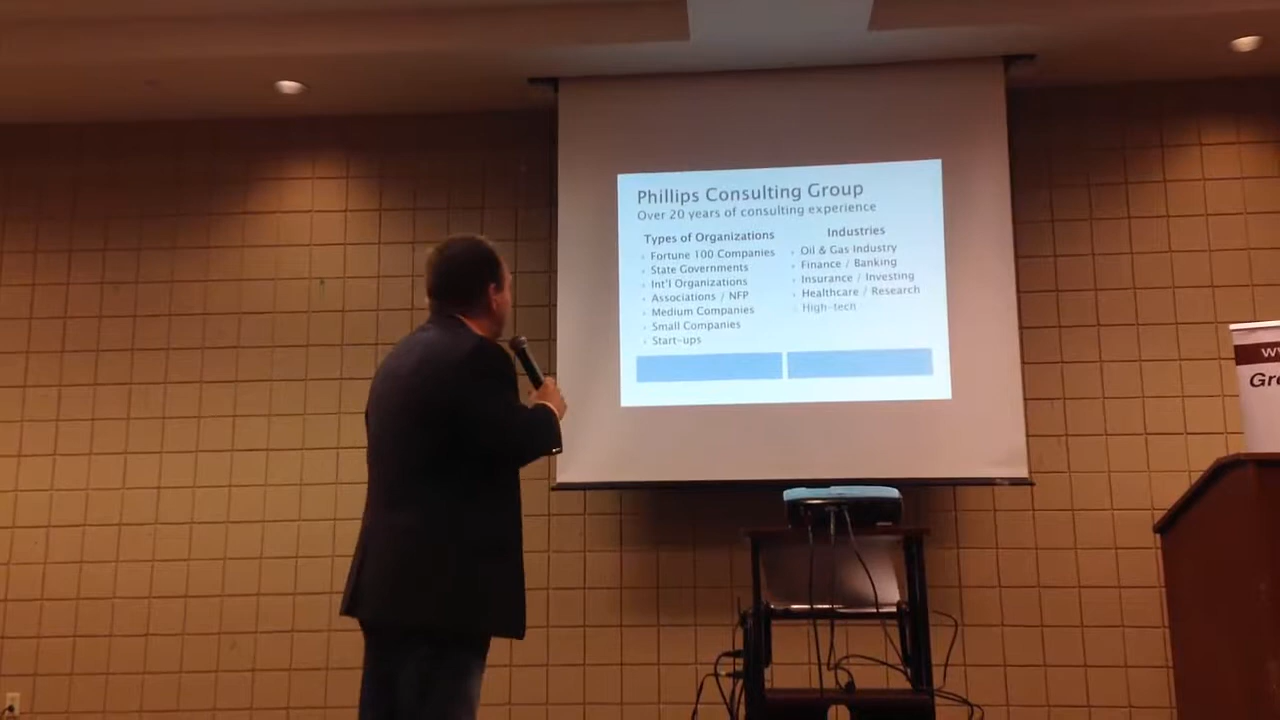 Phillips Consulting Group
Over 20 years of consulting experience
Types of Organizations
Fortune 100 Companies
State Governments
Int'l Organizations
Associations / NFP
Medium Companies
Small Companies
Start-ups
Industries
Oil & Gas Industry
Finance / Banking
Insurance / Investing
Healthcare / Research
High-tech